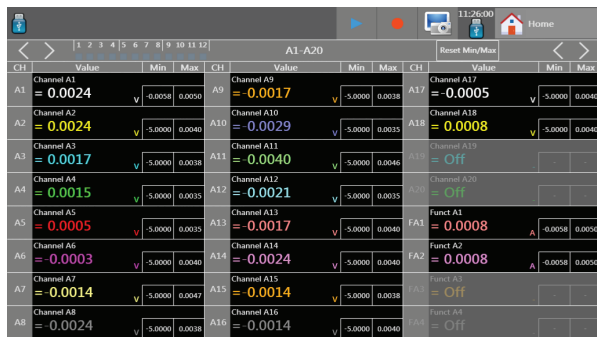 11:26:00
Home
1 2 3 4 5 6 7 8 9 10 11 12
A1-A20
Reset Min/Max
CH Value Min Max CH Value Min Max CH Value Min Max
Channel A1
A1 = 0.0024 V -0.0058 0.0050
Channel A2
A2 = 0.0024 V -5.0000 0.0040
Channel A3
A3 = 0.0017 V -5.0000 0.0038
Channel A4
A4 = 0.0015 V -5.0000 0.0035
Channel A5
A5 = 0.0005 V -5.0000 0.0035
Channel A6
A6 =-0.0003 V -5.0000 0.0040
Channel A7
A7 =-0.0014 V -5.0000 0.0047
Channel A8
A8 =-0.0024 V -5.0000 0.0038
Channel A9
A9 =-0.0017 V -5.0000 0.0038
Channel A10
A10 =-0.0029 V -5.0000 0.0035
Channel A11
A11 =-0.0040 V -5.0000 0.0046
Channel A12
A12 =-0.0021 V -5.0000 0.0035
Channel A13
A13 =-0.0017 V -5.0000 0.0040
Channel A14
A14 =-0.0024 V -5.0000 0.0040
Channel A15
A15 =-0.0014 V -5.0000 0.0038
Channel A16
A16 =-0.0014 V -5.0000 0.0040
Channel A17
A17 =-0.0005 V -5.0000 0.0040
Channel A18
A18 = 0.0008 V -5.0000 0.0040
Channel A19
A19 = Off - -
Channel A20
A20 = Off - -
Funct A1
FA1 = 0.0008 A -0.0058 0.0050
Funct A2
FA2 = 0.0008 A -0.0058 0.0050
Funct A3
FA3 = Off - -
Funct A4
FA4 = Off - -